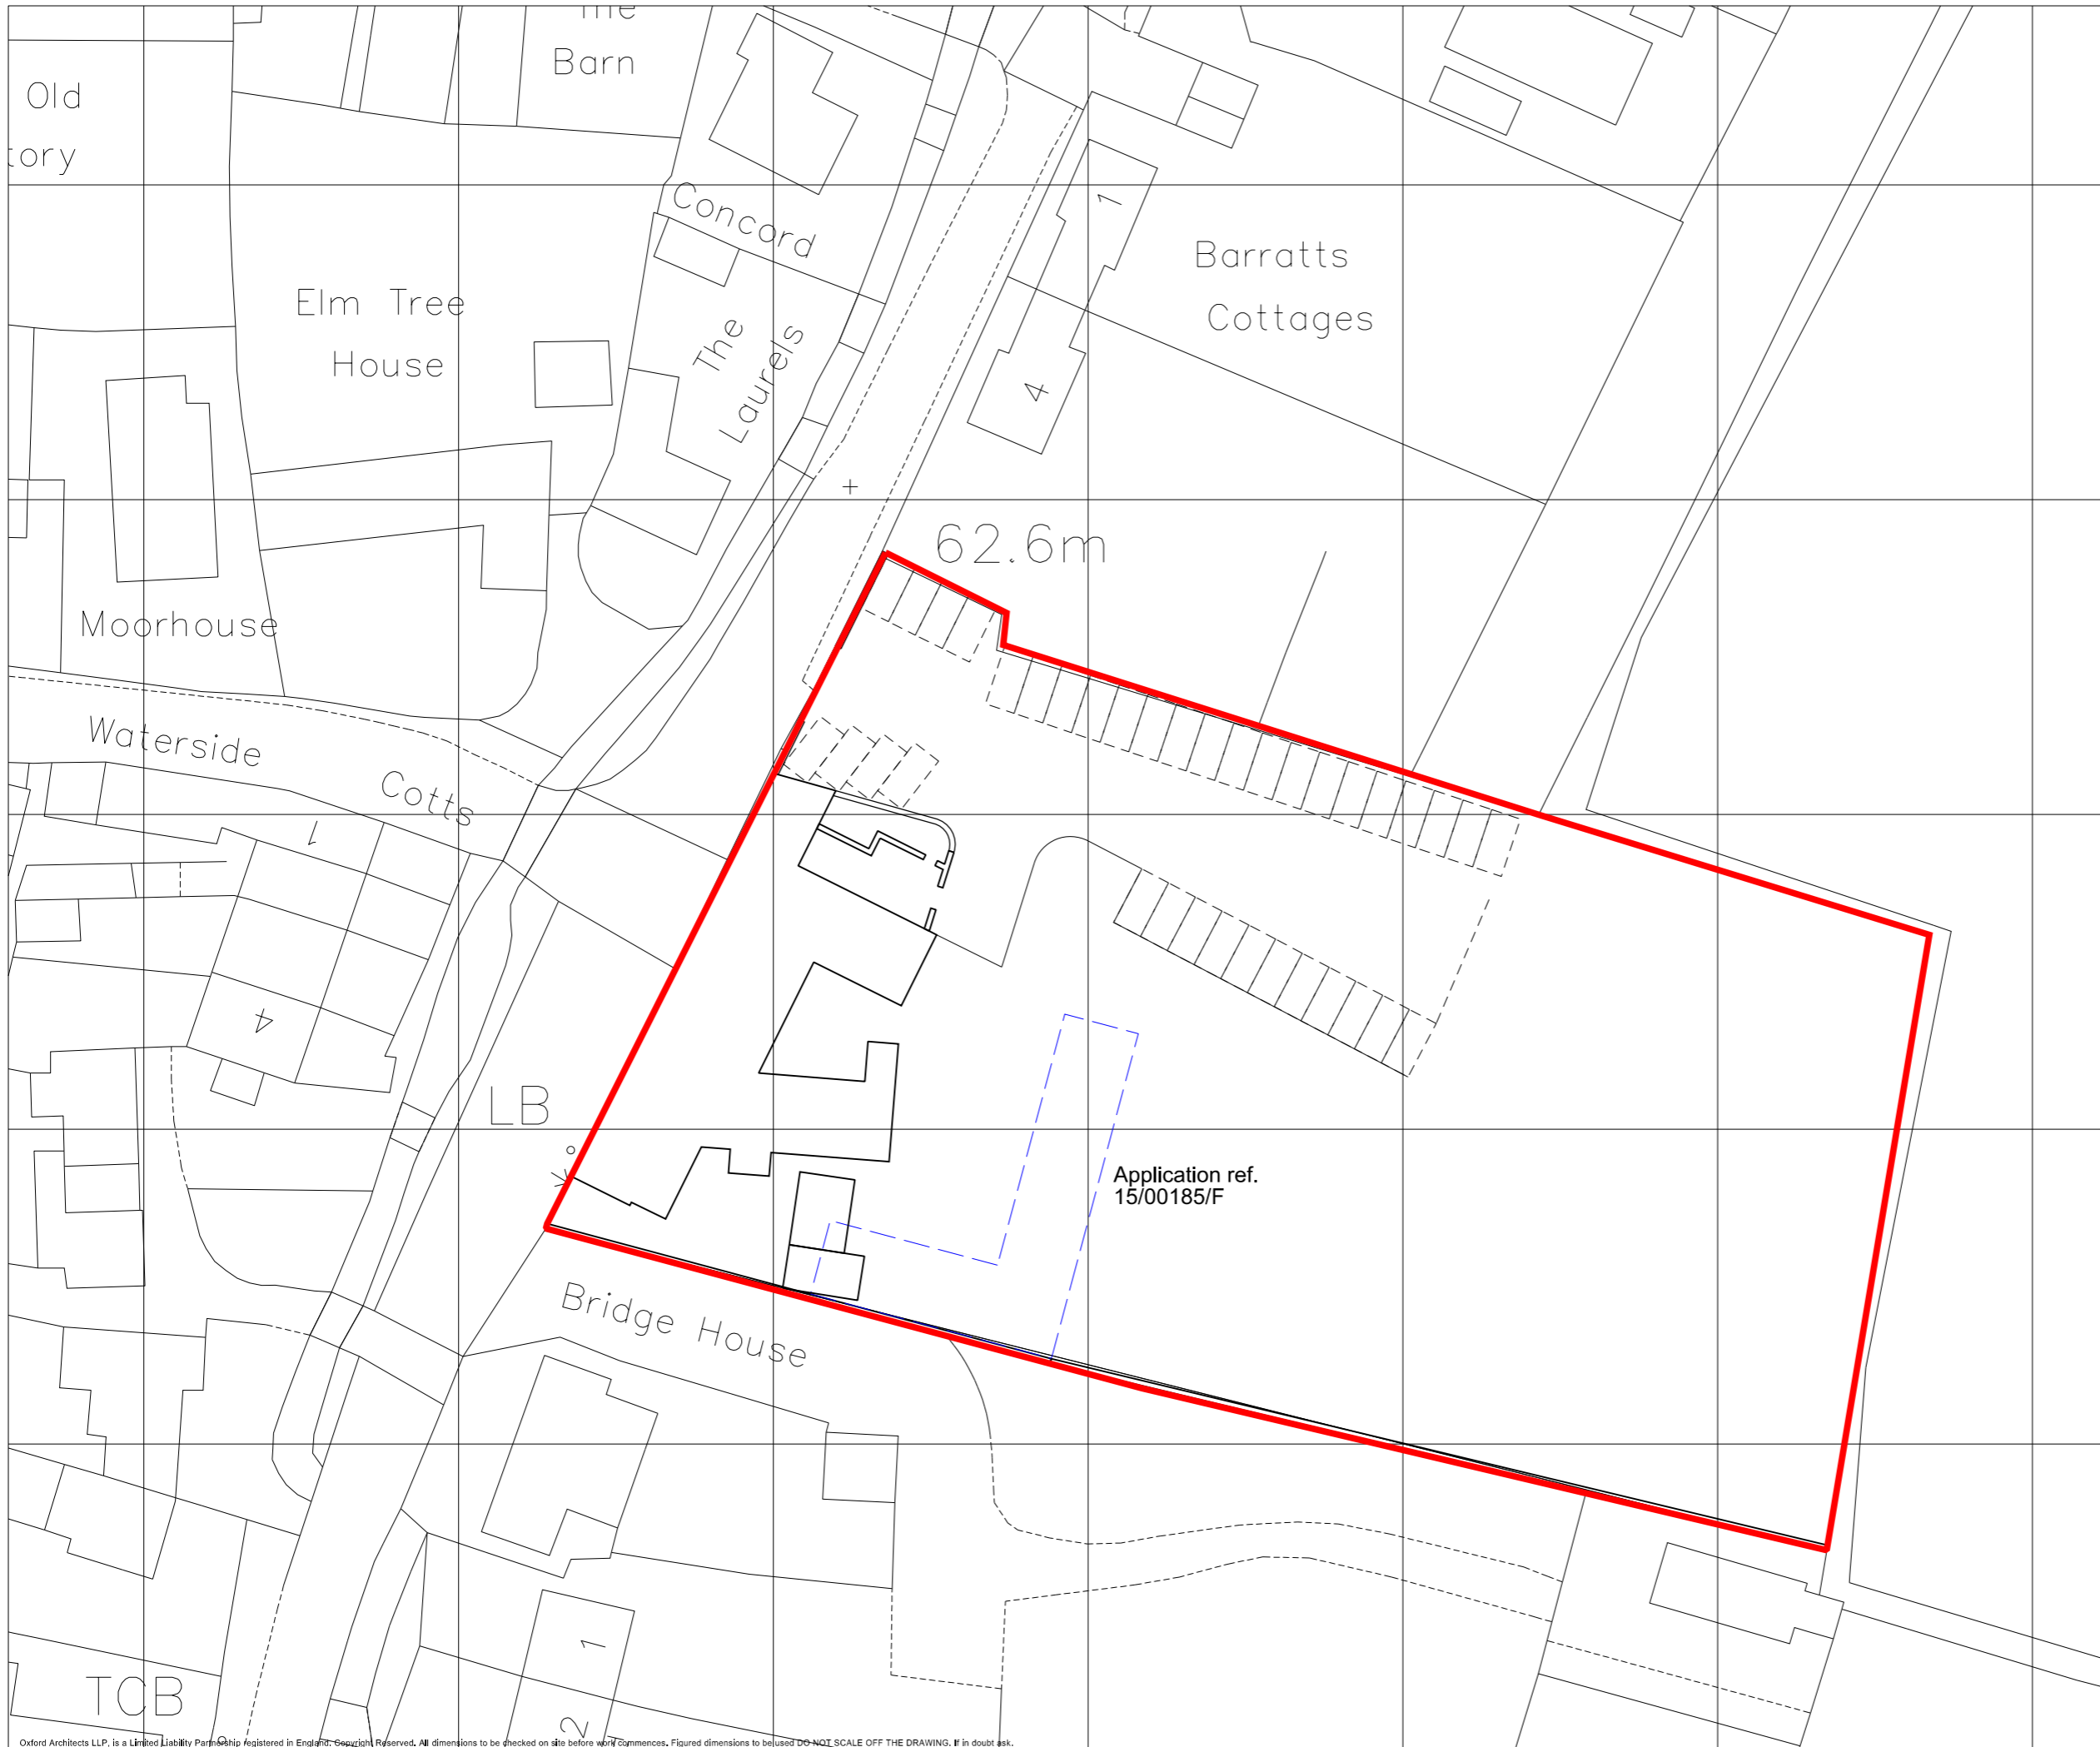 Barn
Old
Concord
Barratts
Cottages
Elm Tree
House
The
Laurels
1
4
62.6m
Moorhouse
Waterside
Cotts
1
4
LB
Application ref.
15/00185/F
Bridge House
1
2
TCB
Oxford Architects LLP, is a Limited Liability Partnership registered in England. Copyright Reserved. All dimensions to be checked on site before work commences. Figured dimensions to be used DO NOT SCALE OFF THE DRAWING. If in doubt ask.